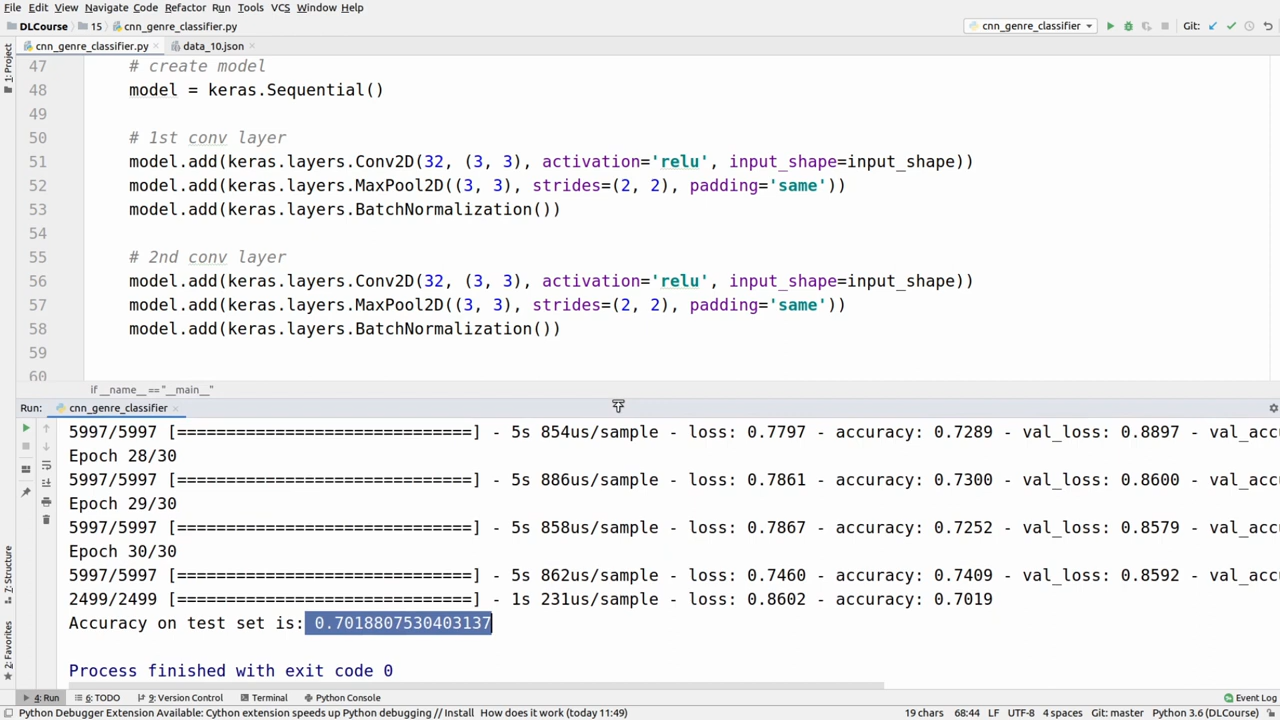 File Edit View Navigate Code Refactor Run Tools VCS Window Help
DLCourse 15 cnn_genre_classifier.py cnn_genre_classifier Git:
cnn_genre_classifier.py data_10.json
1: Project
47 # create model
48 model = keras.Sequential()
49
50 # 1st conv layer
51 model.add(keras.layers.Conv2D(32, (3, 3), activation='relu', input_shape=input_shape))
52 model.add(keras.layers.MaxPool2D((3, 3), strides=(2, 2), padding='same'))
53 model.add(keras.layers.BatchNormalization())
54
55 # 2nd conv layer
56 model.add(keras.layers.Conv2D(32, (3, 3), activation='relu', input_shape=input_shape))
57 model.add(keras.layers.MaxPool2D((3, 3), strides=(2, 2), padding='same'))
58 model.add(keras.layers.BatchNormalization())
59
60
if __name__ == "__main__"
Run: cnn_genre_classifier
5997/5997 [==============================] - 5s 854us/sample - loss: 0.7797 - accuracy: 0.7289 - val_loss: 0.8897 - val_acc
Epoch 28/30
5997/5997 [==============================] - 5s 886us/sample - loss: 0.7861 - accuracy: 0.7300 - val_loss: 0.8600 - val_acc
Epoch 29/30
5997/5997 [==============================] - 5s 858us/sample - loss: 0.7867 - accuracy: 0.7252 - val_loss: 0.8579 - val_acc
Epoch 30/30
5997/5997 [==============================] - 5s 862us/sample - loss: 0.7460 - accuracy: 0.7409 - val_loss: 0.8592 - val_acc
2499/2499 [==============================] - 1s 231us/sample - loss: 0.8602 - accuracy: 0.7019
Accuracy on test set is: 0.7018807530403137
Process finished with exit code 0
7: Structure
2: Favorites
4: Run 6: TODO 9: Version Control Terminal Python Console Event Log
Python Debugger Extension Available: Cython extension speeds up Python debugging // Install How does it work (today 11:49) 19 chars 68:44 LF UTF-8 4 spaces Git: master Python 3.6 (DLCourse)